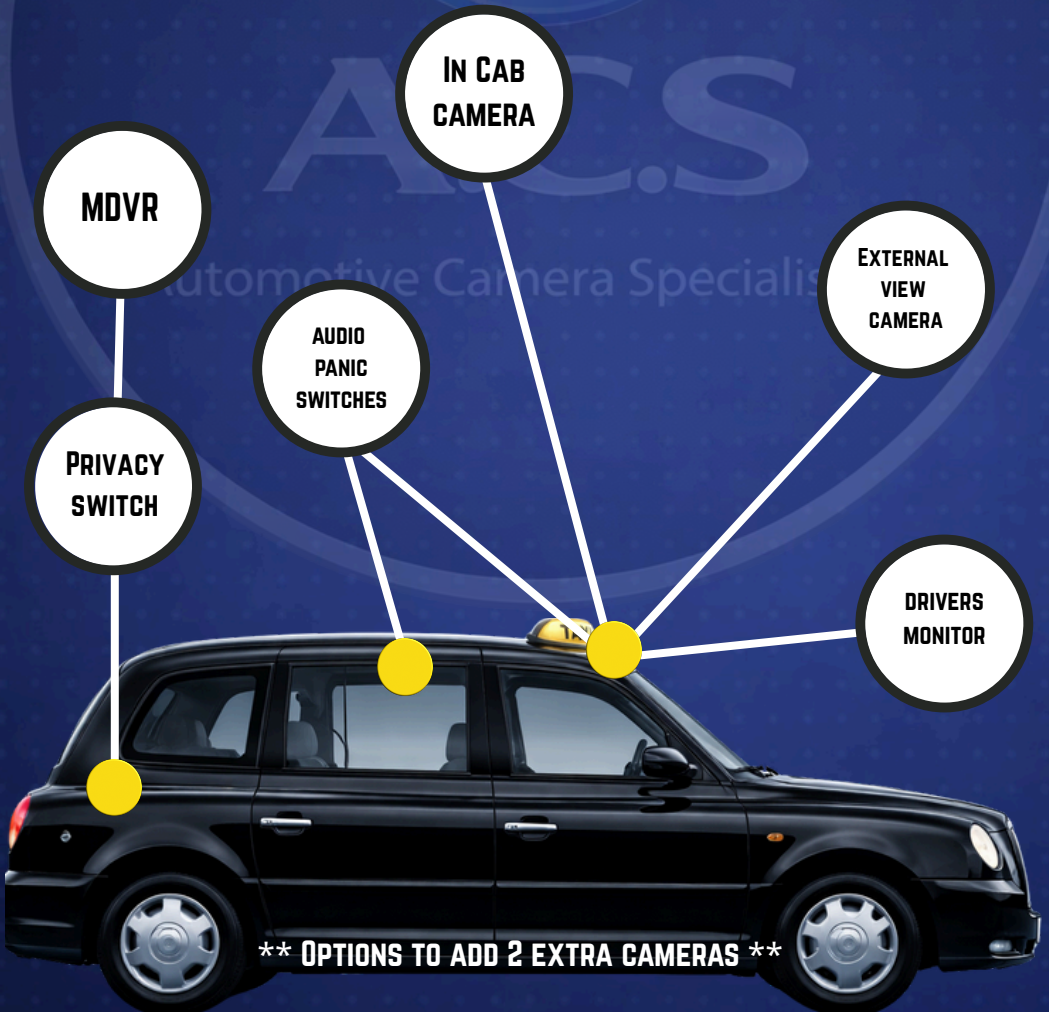 In Cab
camera
A.C.S
MDVR
External
view
camera
Automotive Camera Specialis
audio
panic
switches
Privacy
switch
drivers
monitor
TAXI
** Options to add 2 extra cameras **